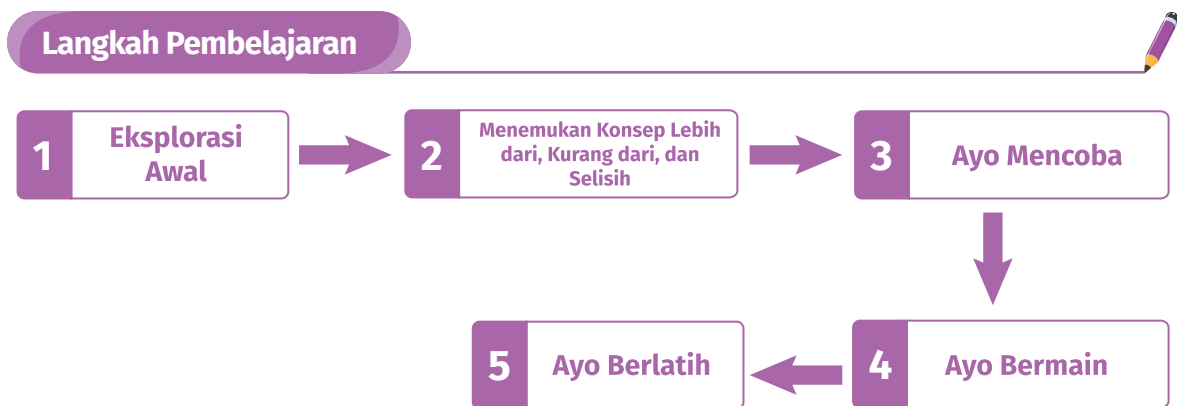 Langkah Pembelajaran
1
Eksplorasi
Awal
2
Menemukan Konsep Lebih
dari, Kurang dari, dan
Selisih
3
Ayo Mencoba
4
Ayo Bermain
5
Ayo Berlatih